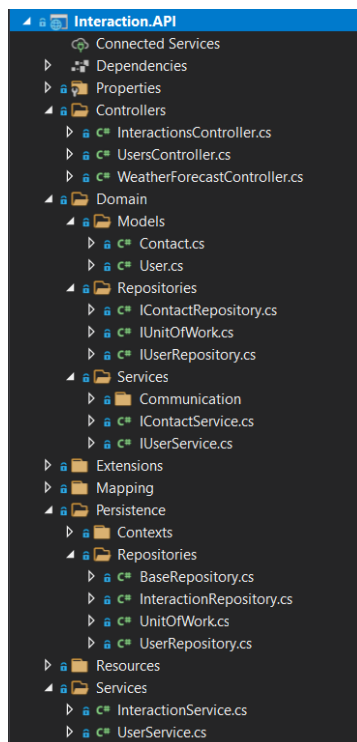 Interaction.API
Connected Services
Dependencies
Properties
Controllers
C# InteractionsController.cs
C# UsersController.cs
C# WeatherForecastController.cs
Domain
Models
C# Contact.cs
C# User.cs
Repositories
C# IContactRepository.cs
C# IUnitOfWork.cs
C# IUserRepository.cs
Services
Communication
C# IContactService.cs
C# IUserService.cs
Extensions
Mapping
Persistence
Contexts
Repositories
C# BaseRepository.cs
C# InteractionRepository.cs
C# UnitOfWork.cs
C# UserRepository.cs
Resources
Services
C# InteractionService.cs
C# UserService.cs